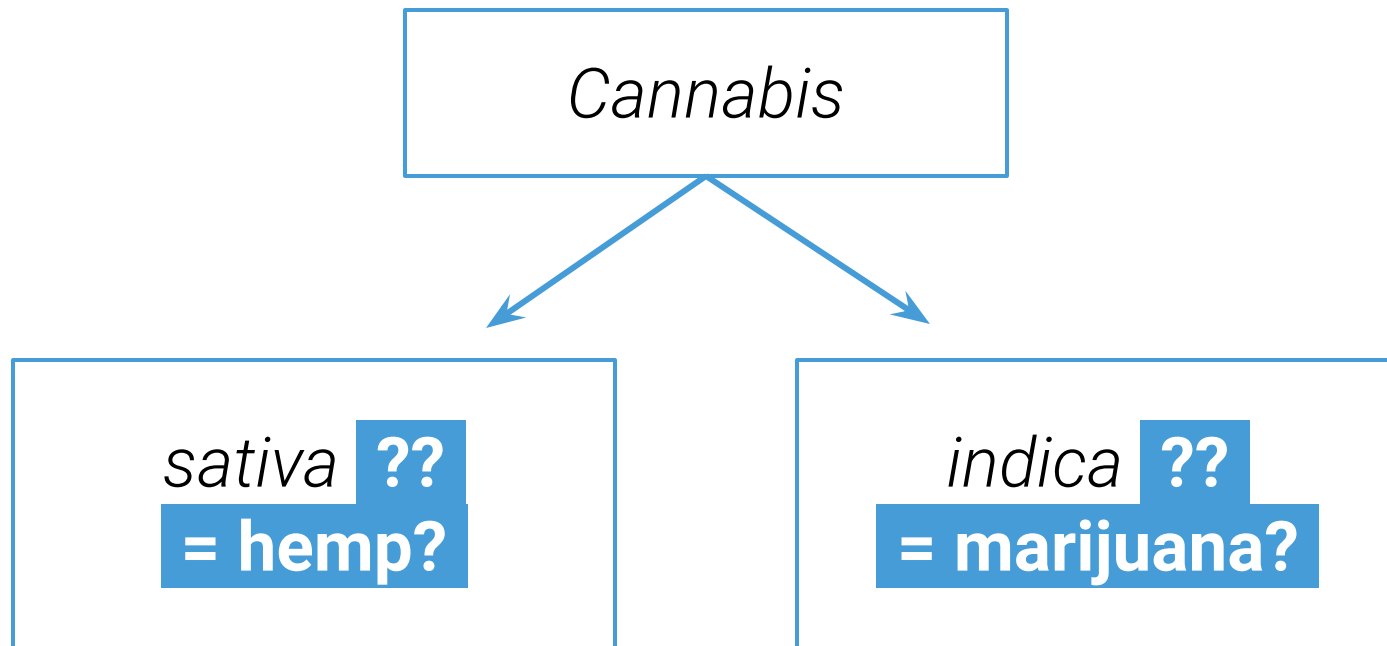 Cannabis
sativa ??
= hemp?
indica ??
= marijuana?